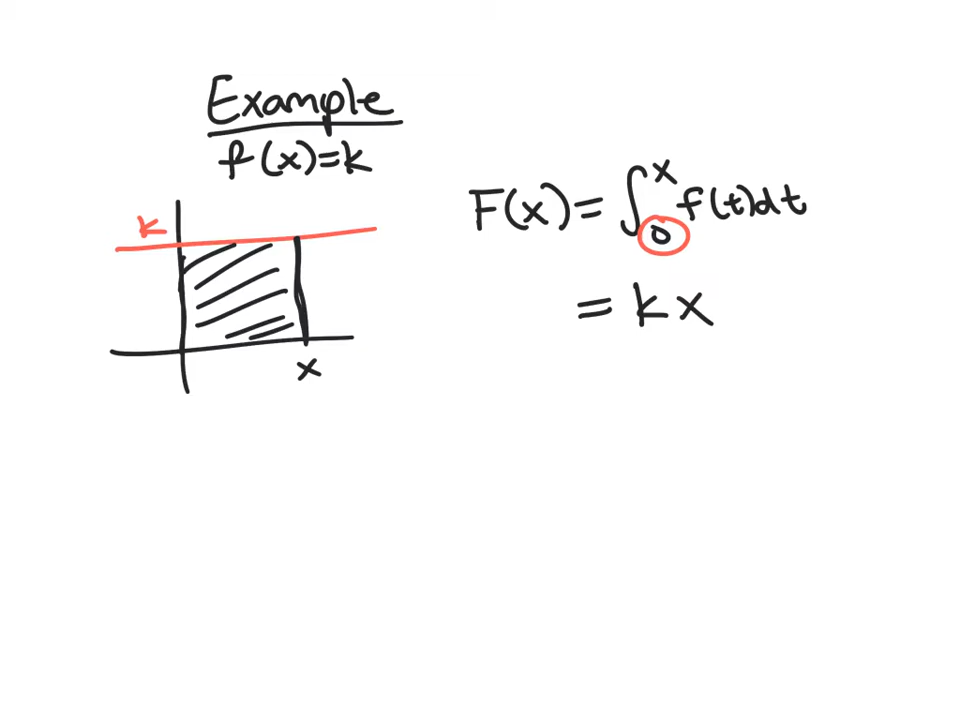 Example
f(x)=k
k
x
F(x)=∫₀ˣ f(t)dt
= kx